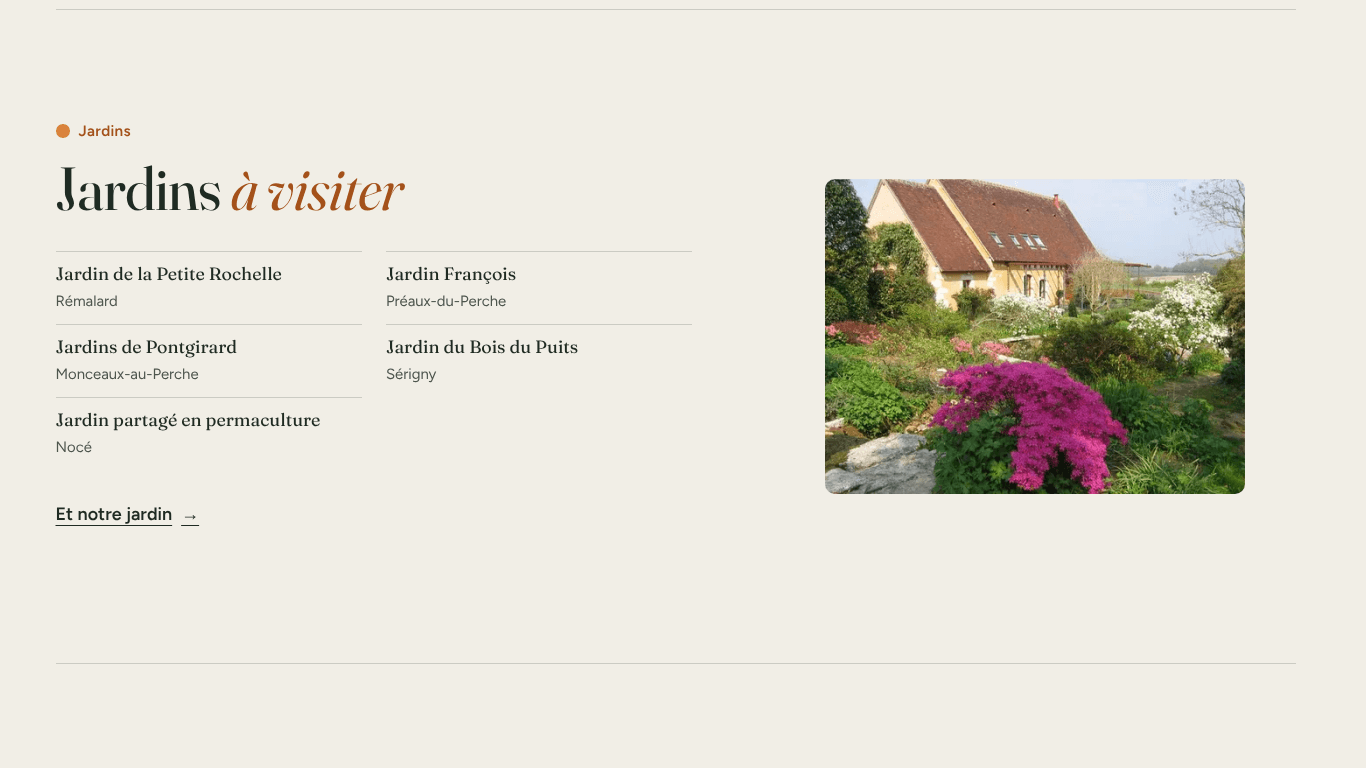 Jardins
Jardins à visiter
Jardin de la Petite Rochelle
Rémalard
Jardin François
Préaux-du-Perche
Jardins de Pontgirard
Monceaux-au-Perche
Jardin du Bois du Puits
Sérigny
Jardin partagé en permaculture
Nocé
Et notre jardin →